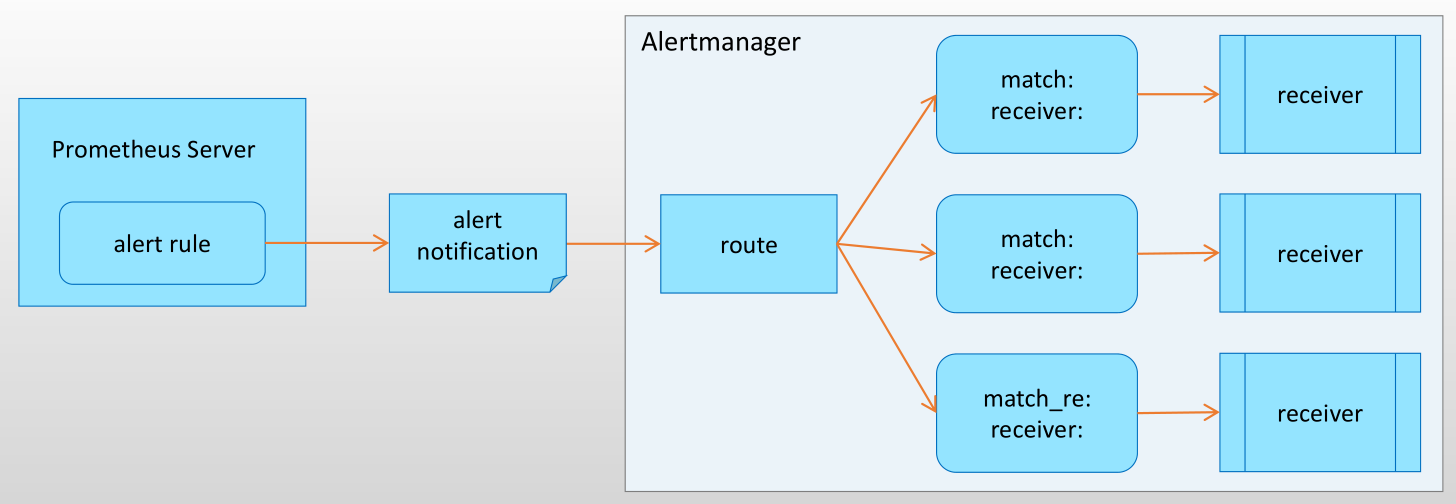 Alertmanager
Prometheus Server
alert rule
alert
notification
route
match:
receiver:
receiver
match:
receiver:
receiver
match_re:
receiver:
receiver